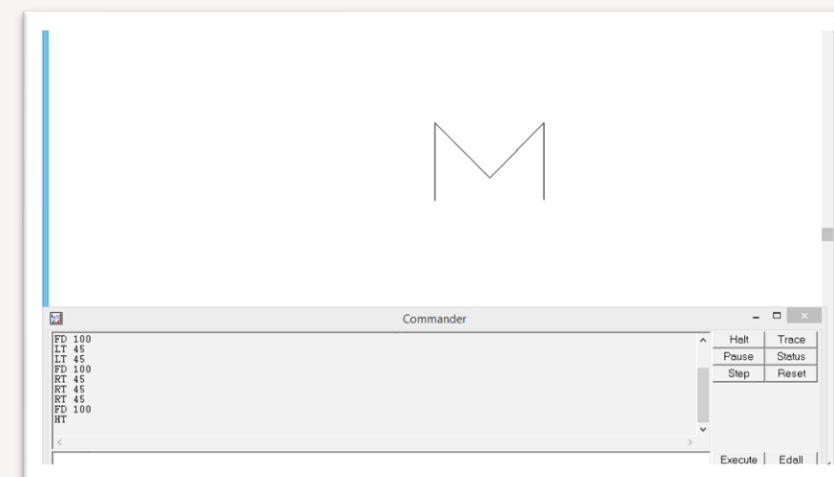 Commander
FD 100
LT 45
LT 45
FD 100
RT 45
RT 45
RT 45
FD 100
HT
Halt Trace
Pause Status
Step Reset
Execute Edall